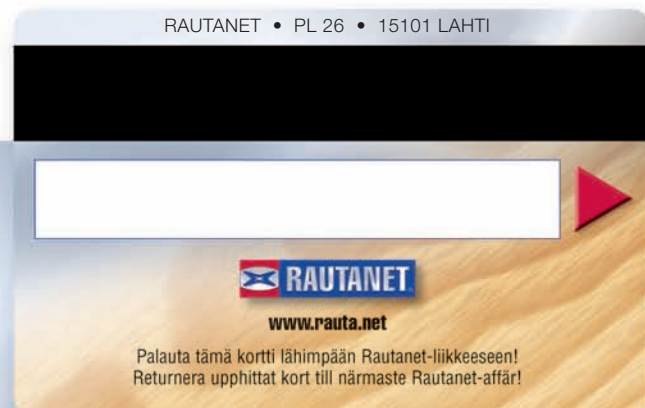 RAUTANET • PL 26 • 15101 LAHTI
RAUTANET
www.rauta.net
Palauta tämä kortti lähimpään Rautanet-liikkeeseen!
Returnera upphittat kort till närmaste Rautanet-affär!